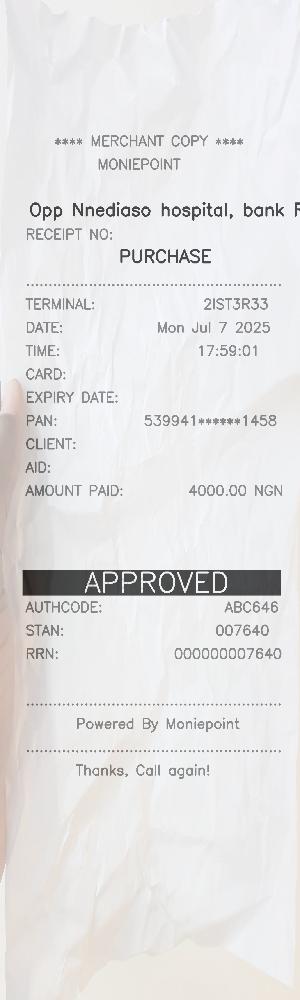 **** MERCHANT COPY ****
MONIEPOINT
Opp Nnediaso hospital, bank
RECEIPT NO:
PURCHASE
TERMINAL: 2IST3R33
DATE: Mon Jul 7 2025
TIME: 17:59:01
CARD:
EXPIRY DATE:
PAN: 539941******1458
CLIENT:
AID:
AMOUNT PAID: 4000.00 NGN
APPROVED
AUTHCODE: ABC646
STAN: 007640
RRN: 000000007640
Powered By Moniepoint
Thanks, Call again!